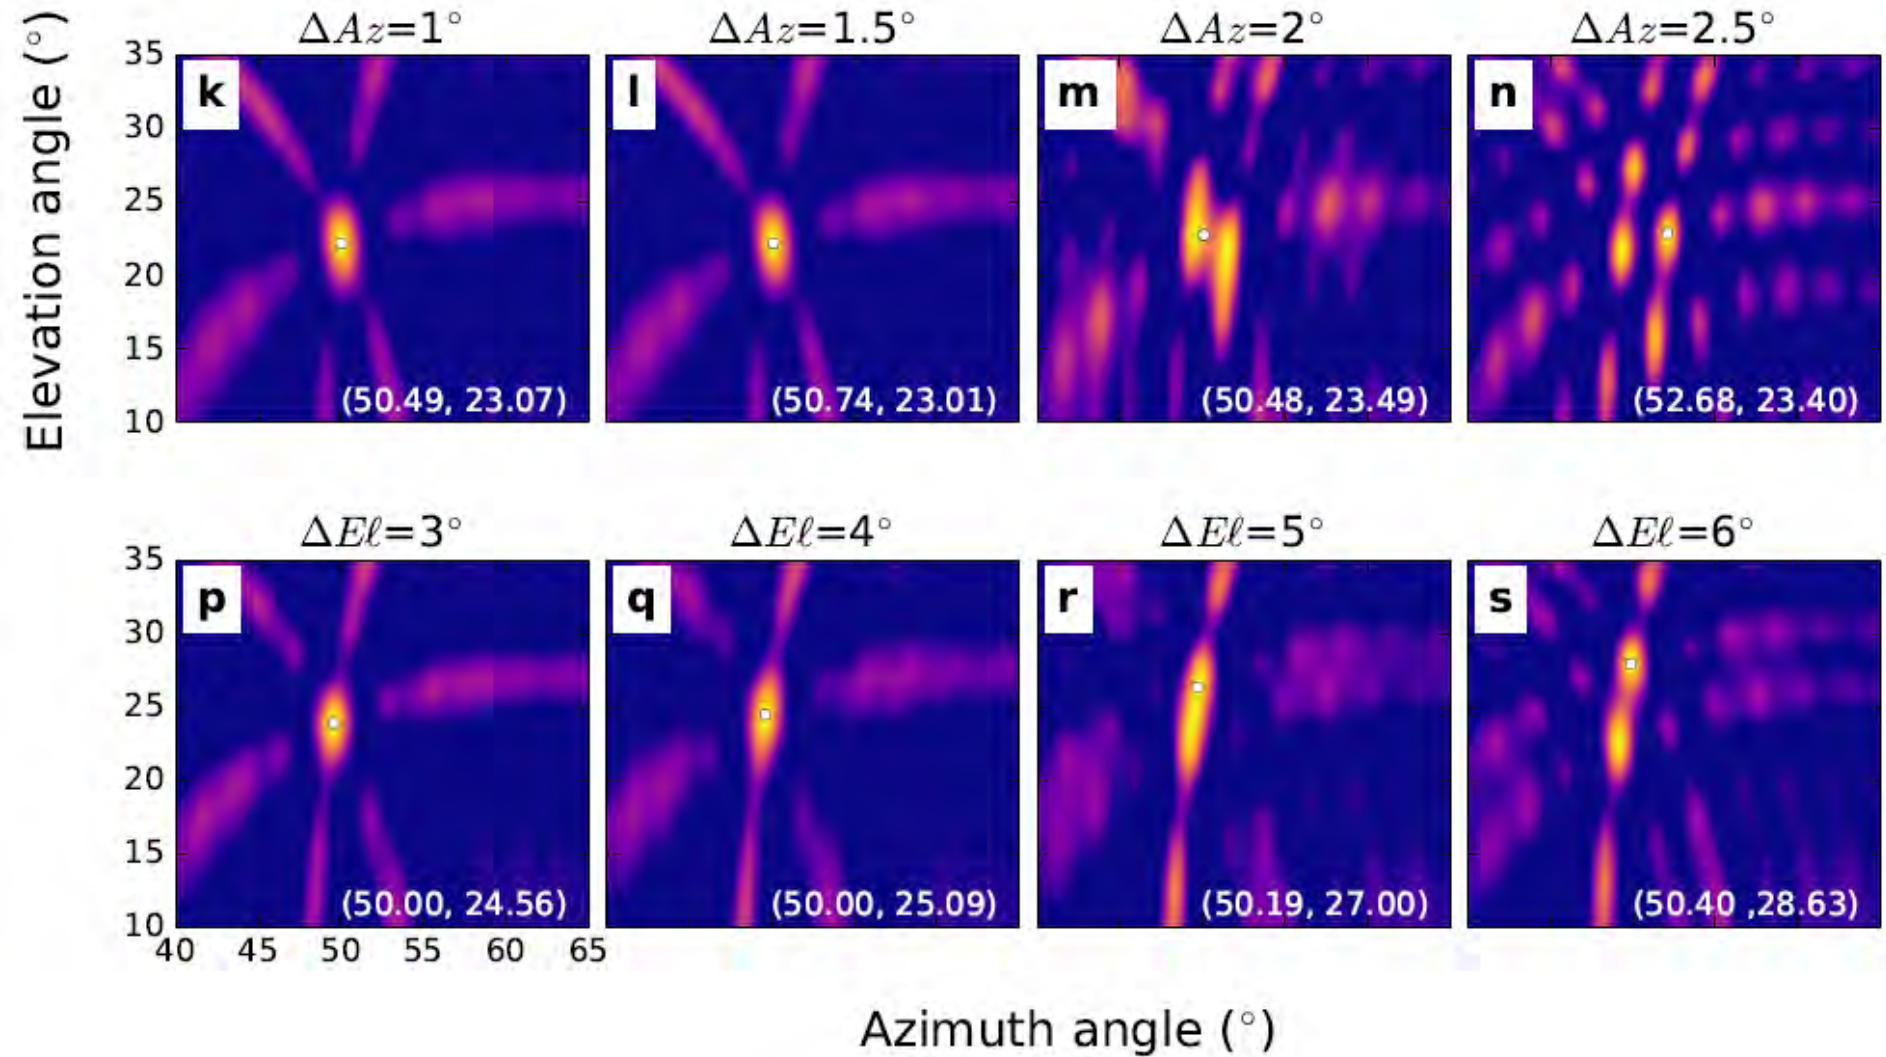 ΔAz=1°
ΔAz=1.5°
ΔAz=2°
ΔAz=2.5°
Elevation angle (°)
35
30
25
20
15
10
k
l
m
n
(50.49, 23.07)
(50.74, 23.01)
(50.48, 23.49)
(52.68, 23.40)
ΔEℓ=3°
ΔEℓ=4°
ΔEℓ=5°
ΔEℓ=6°
35
30
25
20
15
10
p
q
r
s
(50.00, 24.56)
(50.00, 25.09)
(50.19, 27.00)
(50.40 ,28.63)
40 45 50 55 60 65
Azimuth angle (°)